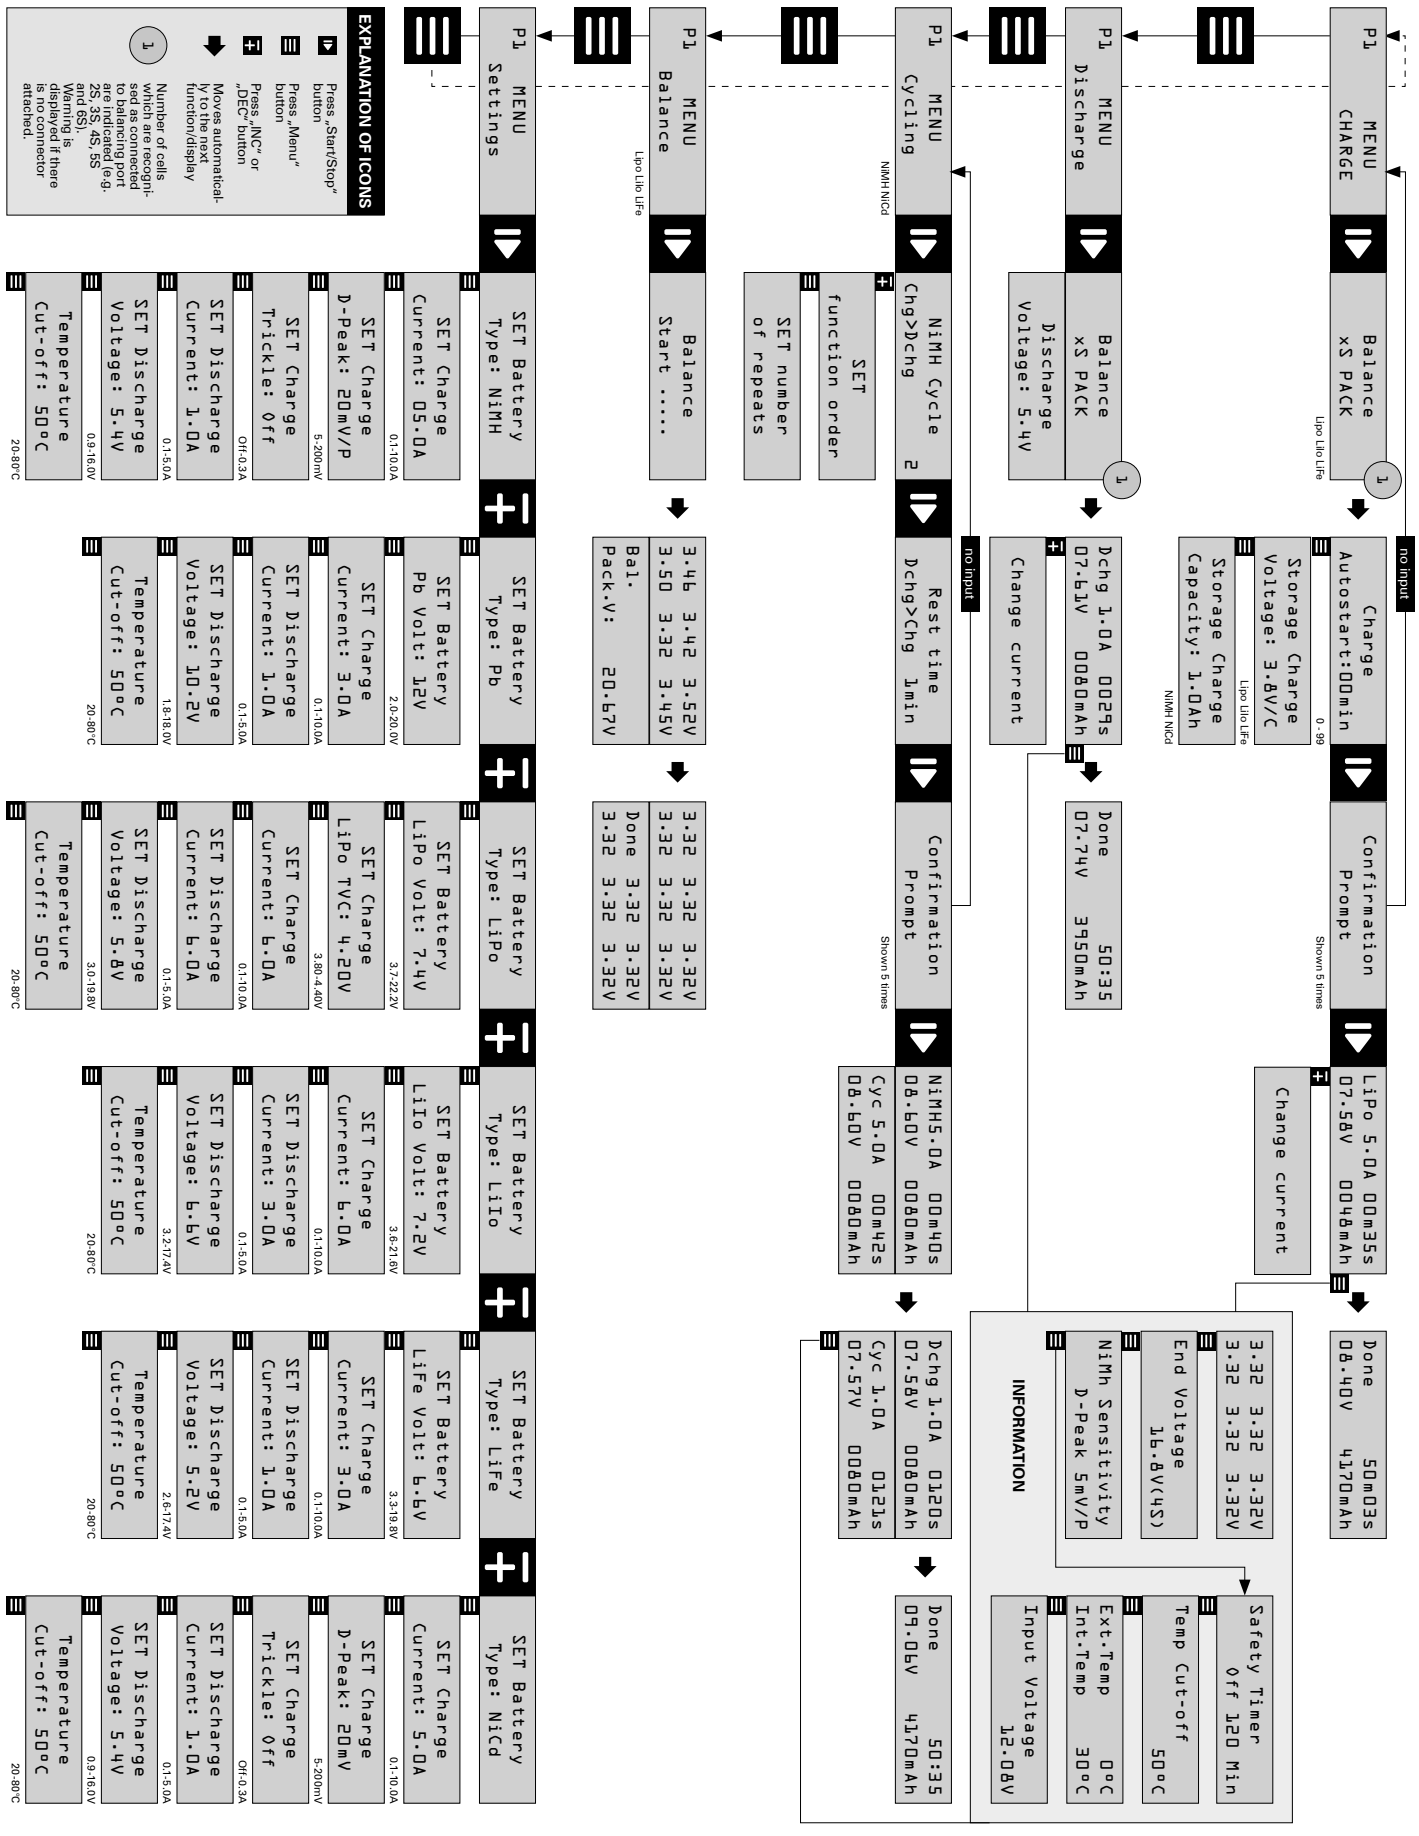 P1 MENU
CHARGE
Balance
xS PACK
1
Lipo LiIo LiFe
no input
Charge
Autostart:00min
0 - 99
Storage Charge
Voltage: 3.8V/C
Lipo LiIo LiFe
Storage Charge
Capacity: 1.0Ah
NiMH NiCd
Confirmation
Prompt
Shown 5 times
LiPo 5.0A 00m35s
07.58V 0048mAh
Change current
Done 50m03s
08.40V 4170mAh
P1 MENU
Discharge
Balance
xS PACK
1
Discharge
Voltage: 5.4V
Dchg 1.0A 0029s
07.61V 0080mAh
Change current
Done 50:35
07.74V 3950mAh
3.32 3.32 3.32V
3.32 3.32 3.32V
End Voltage
16.8V(4S)
NiMh Sensitivity
D-Peak 5mV/P
INFORMATION
Safety Timer
Off 120 Min
Temp Cut-off
50°C
Ext.Temp 0°C
Int.Temp 30°C
Input Voltage
12.08V
P1 MENU
Cycling
NiMH NiCd
NiMH Cycle
Chg>Dchg 2
SET
function order
SET number
of repeats
no input
Rest time
Dchg>Chg 1min
Confirmation
Prompt
Shown 5 times
NiMH5.0A 00m40s
08.60V 0080mAh
Cyc 5.0A 00m42s
08.60V 0080mAh
Dchg 1.0A 0120s
07.58V 0080mAh
Cyc 1.0A 0121s
07.57V 0080mAh
Done 50:35
09.06V 4170mAh
P1 MENU
Balance
Lipo LiIo LiFe
Balance
Start .....
3.46 3.42 3.52V
3.50 3.32 3.45V
Bal.
Pack.V: 20.67V
3.32 3.32 3.32V
3.32 3.32 3.32V
Done 3.32 3.32V
3.32 3.32 3.32V
P1 MENU
Settings
SET Battery
Type: NiMH
SET Charge
Current: 05.0A
0.1-10.0A
SET Charge
D-Peak: 20mV/P
5-200mV
SET Charge
Trickle: Off
Off-0.3A
SET Discharge
Current: 1.0A
0.1-5.0A
SET Discharge
Voltage: 5.4V
0.9-16.0V
Temperature
Cut-off: 50°C
20-80°C
SET Battery
Type: Pb
SET Battery
Pb Volt: 12V
2.0-20.0V
SET Charge
Current: 3.0A
0.1-10.0A
SET Discharge
Current: 1.0A
0.1-5.0A
SET Discharge
Voltage: 10.2V
1.8-18.0V
Temperature
Cut-off: 50°C
20-80°C
SET Battery
Type: LiPo
SET Battery
LiPo Volt: 7.4V
3.7-22.2V
SET Charge
LiPo TVC: 4.20V
3.80-4.40V
SET Charge
Current: 6.0A
0.1-10.0A
SET Discharge
Current: 6.0A
0.1-5.0A
SET Discharge
Voltage: 5.8V
3.0-19.8V
Temperature
Cut-off: 50°C
20-80°C
SET Battery
Type: LiIo
SET Battery
LiIo Volt: 7.2V
3.6-21.6V
SET Charge
Current: 6.0A
0.1-10.0A
SET Discharge
Current: 3.0A
0.1-5.0A
SET Discharge
Voltage: 6.6V
3.2-17.4V
Temperature
Cut-off: 50°C
20-80°C
SET Battery
Type: LiFe
SET Battery
LiFe Volt: 6.6V
3.3-19.8V
SET Charge
Current: 3.0A
0.1-10.0A
SET Discharge
Current: 1.0A
0.1-5.0A
SET Discharge
Voltage: 5.2V
2.6-17.4V
Temperature
Cut-off: 50°C
20-80°C
SET Battery
Type: NiCd
SET Charge
Current: 5.0A
0.1-10.0A
SET Charge
D-Peak: 20mV
5-200mV
SET Charge
Trickle: Off
Off-0.3A
SET Discharge
Current: 1.0A
0.1-5.0A
SET Discharge
Voltage: 5.4V
0.9-16.0V
Temperature
Cut-off: 50°C
20-80°C
EXPLANATION OF ICONS
Press „Start/Stop“
button
Press „Menu“
button
Press „INC“ or
„DEC“ button
Moves automatical-
ly to the next
function/display
1
Number of cells
which are recogni-
sed as connected
to balancing port
are indicated (e.g.
2S, 3S, 4S, 5S
and 6S).
Warning is
displayed if there
is no connector
attached.